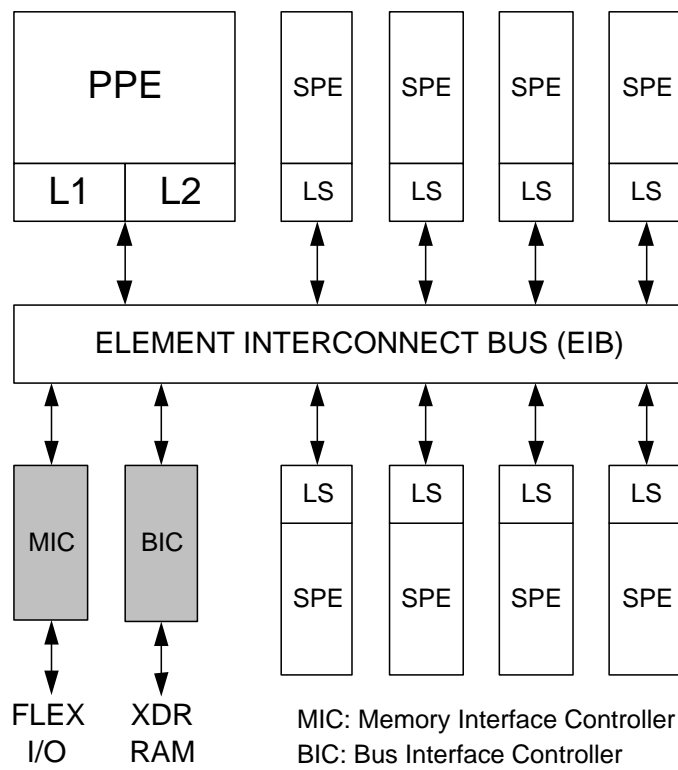 PPE
SPE SPE SPE SPE
L1 L2
LS LS LS LS
ELEMENT INTERCONNECT BUS (EIB)
LS LS LS LS
MIC BIC
SPE SPE SPE SPE
FLEX
I/O
XDR
RAM
MIC: Memory Interface Controller
BIC: Bus Interface Controller